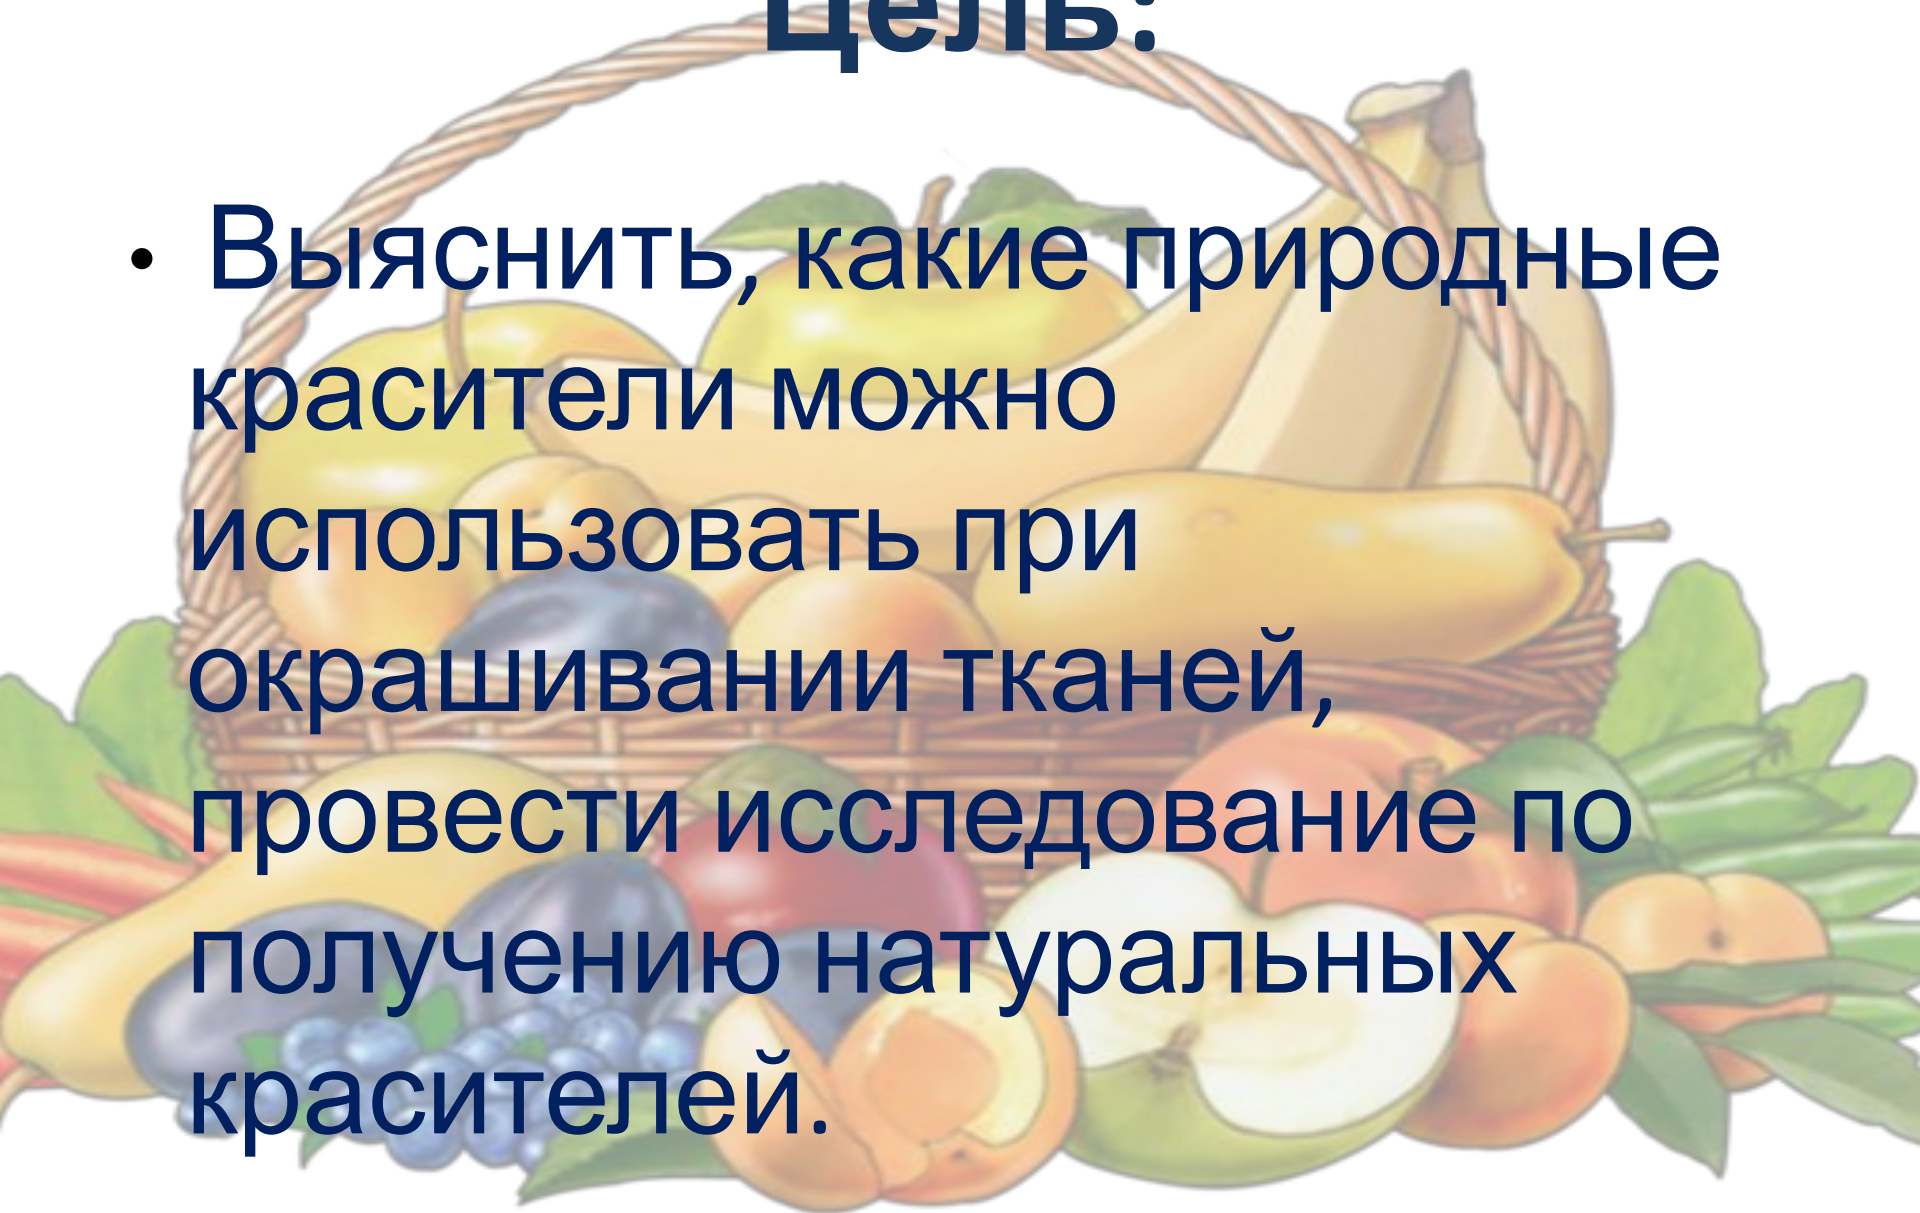 Цель:
• Выяснить, какие природные
красители можно
использовать при
окрашивании тканей,
провести исследование по
получению натуральных
красителей.